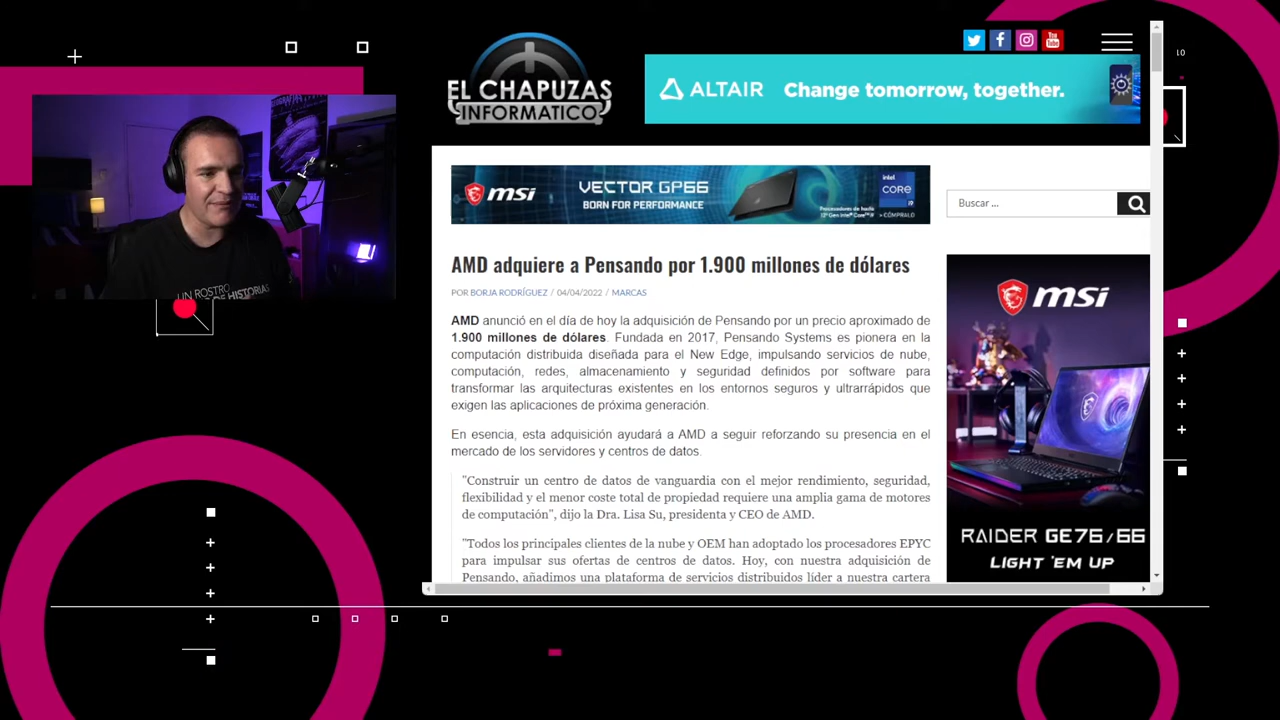 EL CHAPUZAS
INFORMATICO
You
Tube
ALTAIR
Change tomorrow, together.
msi
VECTOR GP66
BORN FOR PERFORMANCE
intel
CORE
i9
> CÓMPRALO
Buscar ...
AMD adquiere a Pensando por 1.900 millones de dólares
POR BORJA RODRÍGUEZ / 04/04/2022 / MARCAS
AMD anunció en el día de hoy la adquisición de Pensando por un precio aproximado de
1.900 millones de dólares. Fundada en 2017, Pensando Systems es pionera en la
computación distribuida diseñada para el New Edge, impulsando servicios de nube,
computación, redes, almacenamiento y seguridad definidos por software para
transformar las arquitecturas existentes en los entornos seguros y ultrarrápidos que
exigen las aplicaciones de próxima generación.
En esencia, esta adquisición ayudará a AMD a seguir reforzando su presencia en el
mercado de los servidores y centros de datos.
"Construir un centro de datos de vanguardia con el mejor rendimiento, seguridad,
flexibilidad y el menor coste total de propiedad requiere una amplia gama de motores
de computación", dijo la Dra. Lisa Su, presidenta y CEO de AMD.
"Todos los principales clientes de la nube y OEM han adoptado los procesadores EPYC
para impulsar sus ofertas de centros de datos. Hoy, con nuestra adquisición de
Pensando, añadimos una plataforma de servicios distribuidos líder a nuestra cartera
msi
RAIDER GE76/66
LIGHT 'EM UP
UN ROSTRO
DE HISTORIAS
10